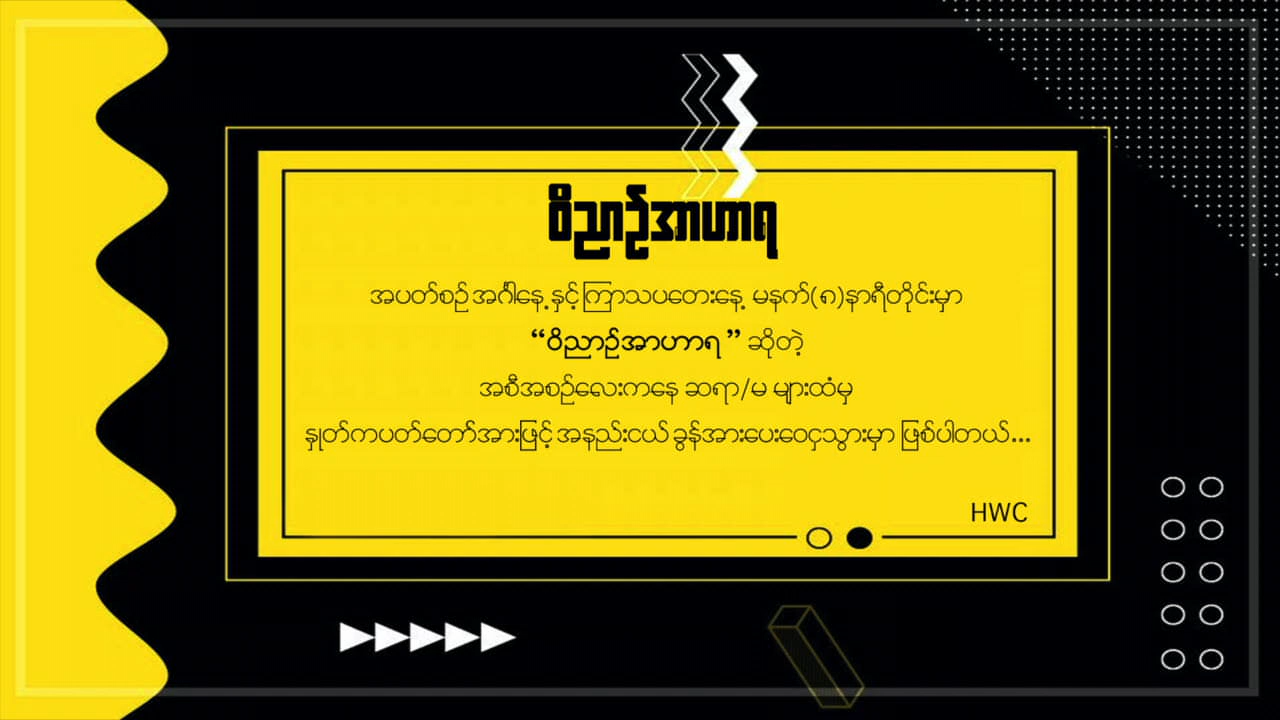 ဝိညာဉ်အာဟာရ
အပတ်စဉ် အင်္ဂါနေ့ နှင့် ကြာသပတေးနေ့ မနက်(၈)နာရီတိုင်းမှာ
“ဝိညာဉ်အာဟာရ” ဆိုတဲ့
အစီအစဉ်လေးကနေ ဆရာ/မ များထံမှ
နှုတ်ကပတ်တော်အားဖြင့် အနည်းငယ် ခွန်အားပေးဝေငှသွားမှာ ဖြစ်ပါတယ်...
HWC